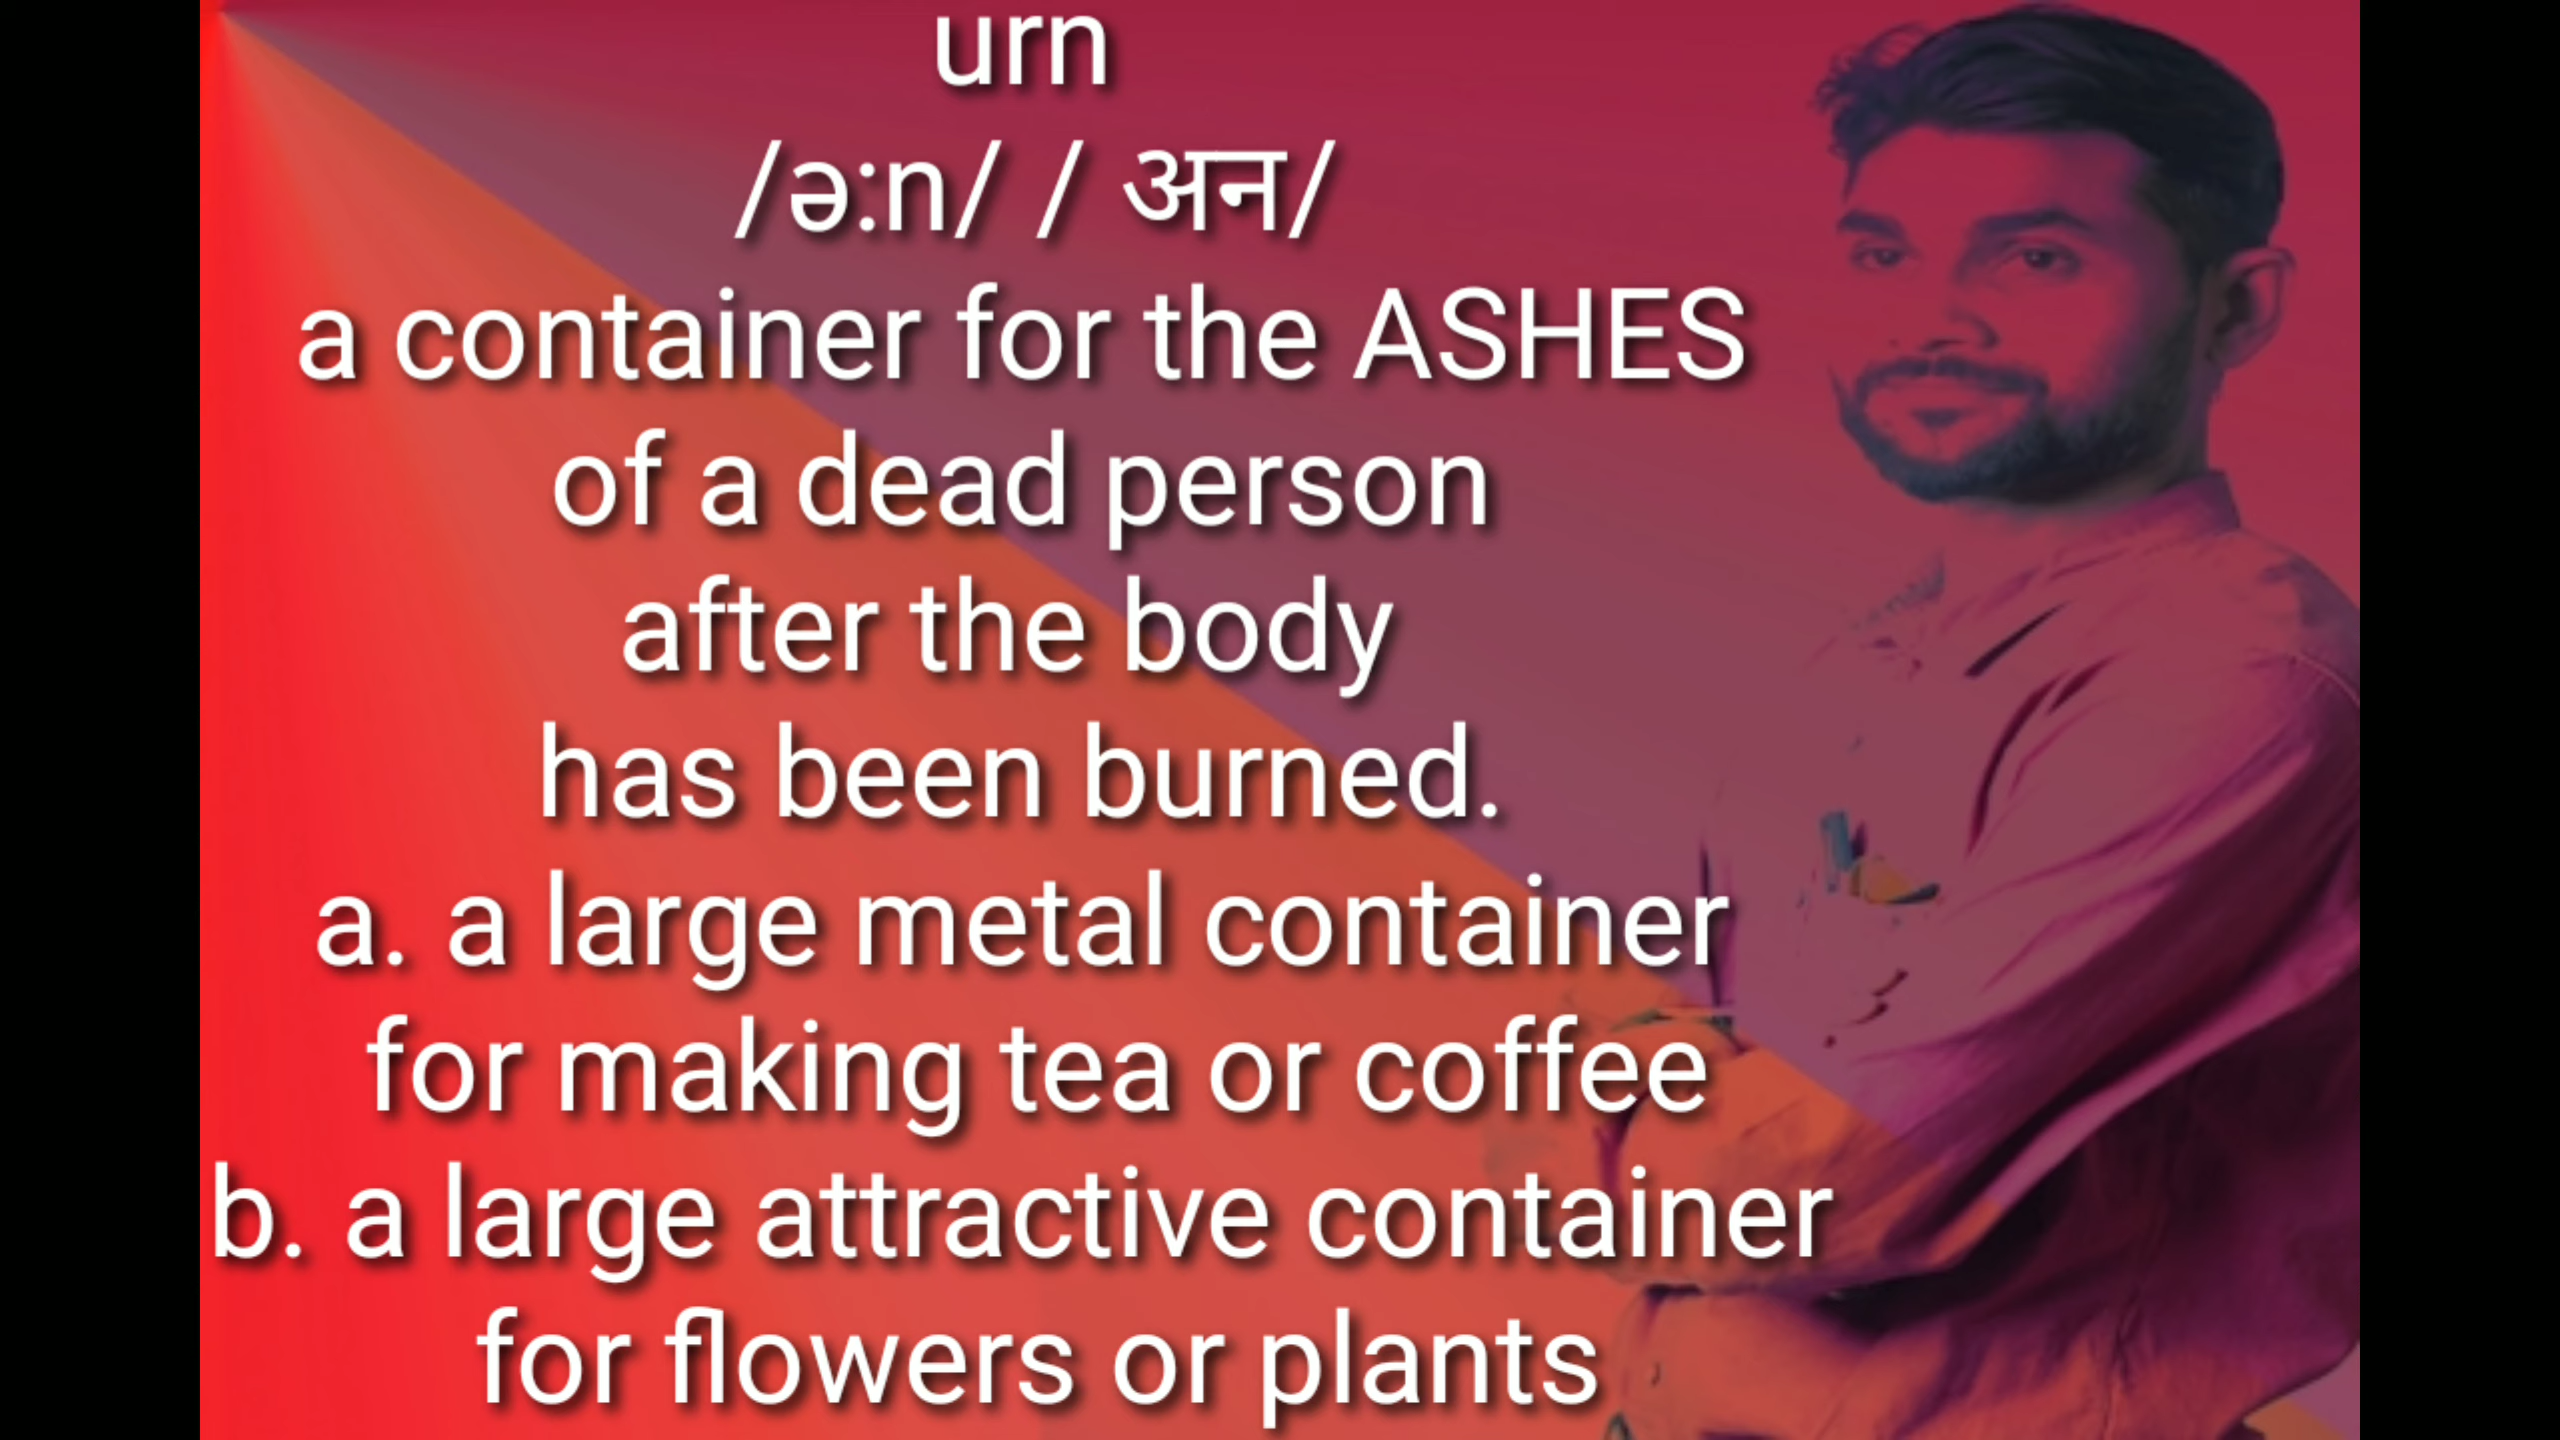 urn
/ə:n/ / अन/
a container for the ASHES
of a dead person
after the body
has been burned.
a. a large metal container
for making tea or coffee
b. a large attractive container
for flowers or plants